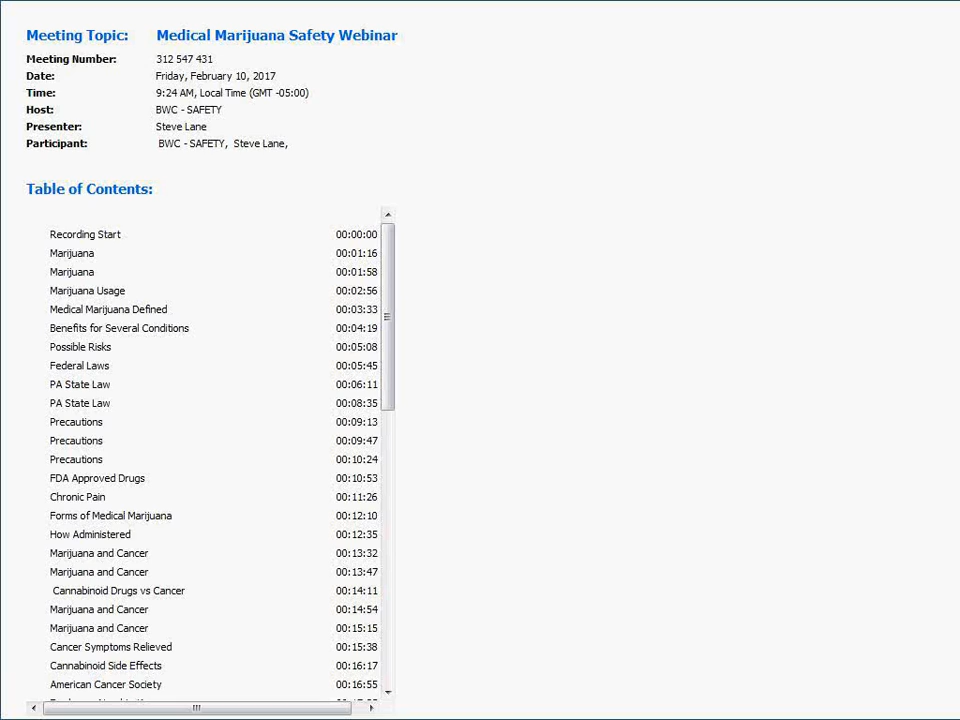 Meeting Topic: Medical Marijuana Safety Webinar
Meeting Number: 312 547 431
Date: Friday, February 10, 2017
Time: 9:24 AM, Local Time (GMT -05:00)
Host: BWC - SAFETY
Presenter: Steve Lane
Participant: BWC - SAFETY, Steve Lane,
Table of Contents:
Recording Start 00:00:00
Marijuana 00:01:16
Marijuana 00:01:58
Marijuana Usage 00:02:56
Medical Marijuana Defined 00:03:33
Benefits for Several Conditions 00:04:19
Possible Risks 00:05:08
Federal Laws 00:05:45
PA State Law 00:06:11
PA State Law 00:08:35
Precautions 00:09:13
Precautions 00:09:47
Precautions 00:10:24
FDA Approved Drugs 00:10:53
Chronic Pain 00:11:26
Forms of Medical Marijuana 00:12:10
How Administered 00:12:35
Marijuana and Cancer 00:13:32
Marijuana and Cancer 00:13:47
Cannabinoid Drugs vs Cancer 00:14:11
Marijuana and Cancer 00:14:54
Marijuana and Cancer 00:15:15
Cancer Symptoms Relieved 00:15:38
Cannabinoid Side Effects 00:16:17
American Cancer Society 00:16:55